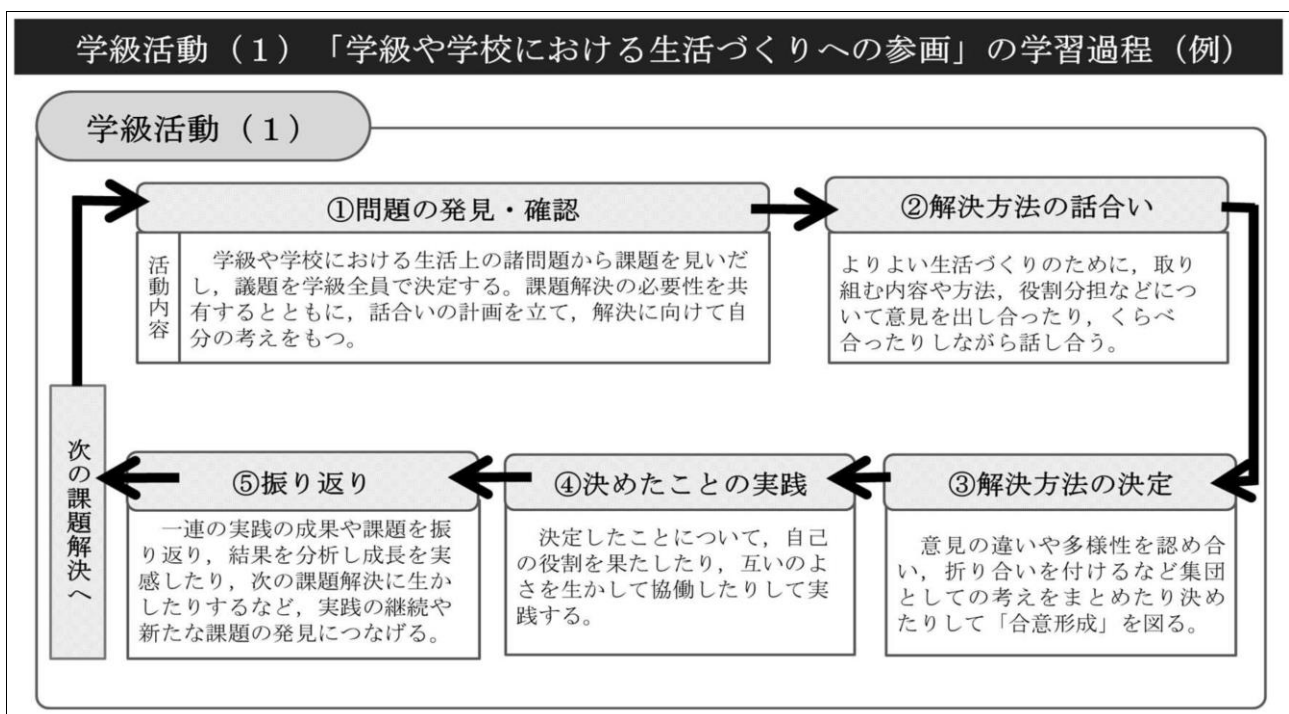 学級活動（１）「学級や学校における生活づくりへの参画」の学習過程（例）
学級活動（１）
①問題の発見・確認
活動内容
学級や学校における生活上の諸問題から課題を見いだ
し，議題を学級全員で決定する。課題解決の必要性を共
有するとともに，話合いの計画を立て，解決に向けて自
分の考えをもつ。
②解決方法の話合い
よりよい生活づくりのために，取り
組む内容や方法，役割分担などにつ
いて意見を出し合ったり，くらべ
合ったりしながら話し合う。
③解決方法の決定
意見の違いや多様性を認め合
い，折り合いを付けるなど集団
としての考えをまとめたり決め
たりして「合意形成」を図る。
④決めたことの実践
決定したことについて，自己
の役割を果たしたり，互いのよ
さを生かして協働したりして実
践する。
⑤振り返り
一連の実践の成果や課題を振
り返り，結果を分析し成長を実
感したり，次の課題解決に生か
したりするなど，実践の継続や
新たな課題の発見につなげる。
次の課題解決へ